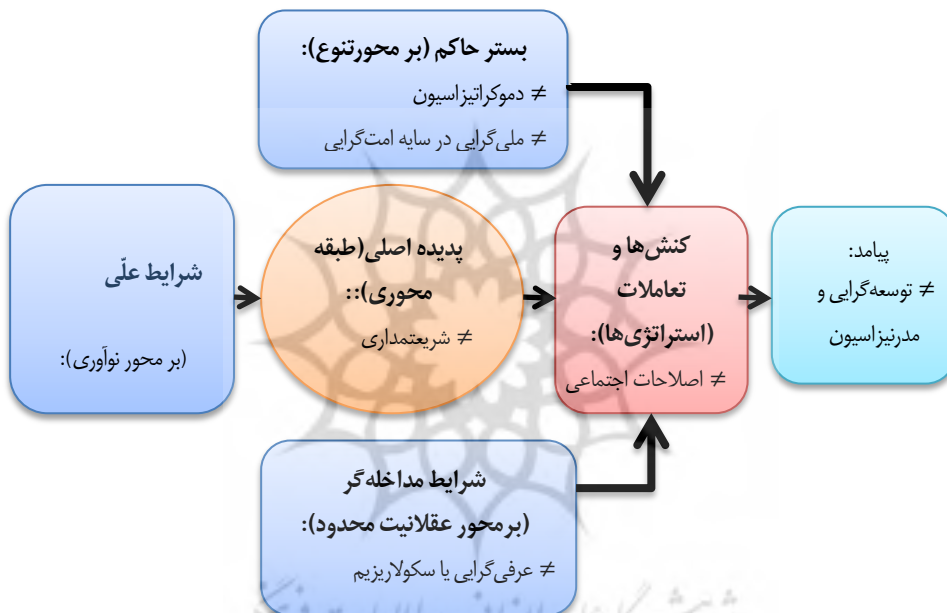 بستر حاکم (بر محورتنوع):
≠ دموکراتیزاسیون
≠ ملی‌گرایی در سایه امت‌گرایی
شرایط علّی
(بر محور نوآوری):
پدیده اصلی(طبقه
محوری)::
≠ شریعتمداری
کنش‌ها و
تعاملات
(استراتژی‌ها):
≠ اصلاحات اجتماعی
پیامد:
≠ توسعه‌گرایی و
مدرنیزاسیون
شرایط مداخله‌گر
(برمحور عقلانیت محدود):
≠ عرفی‌گرایی یا سکولاریزیم